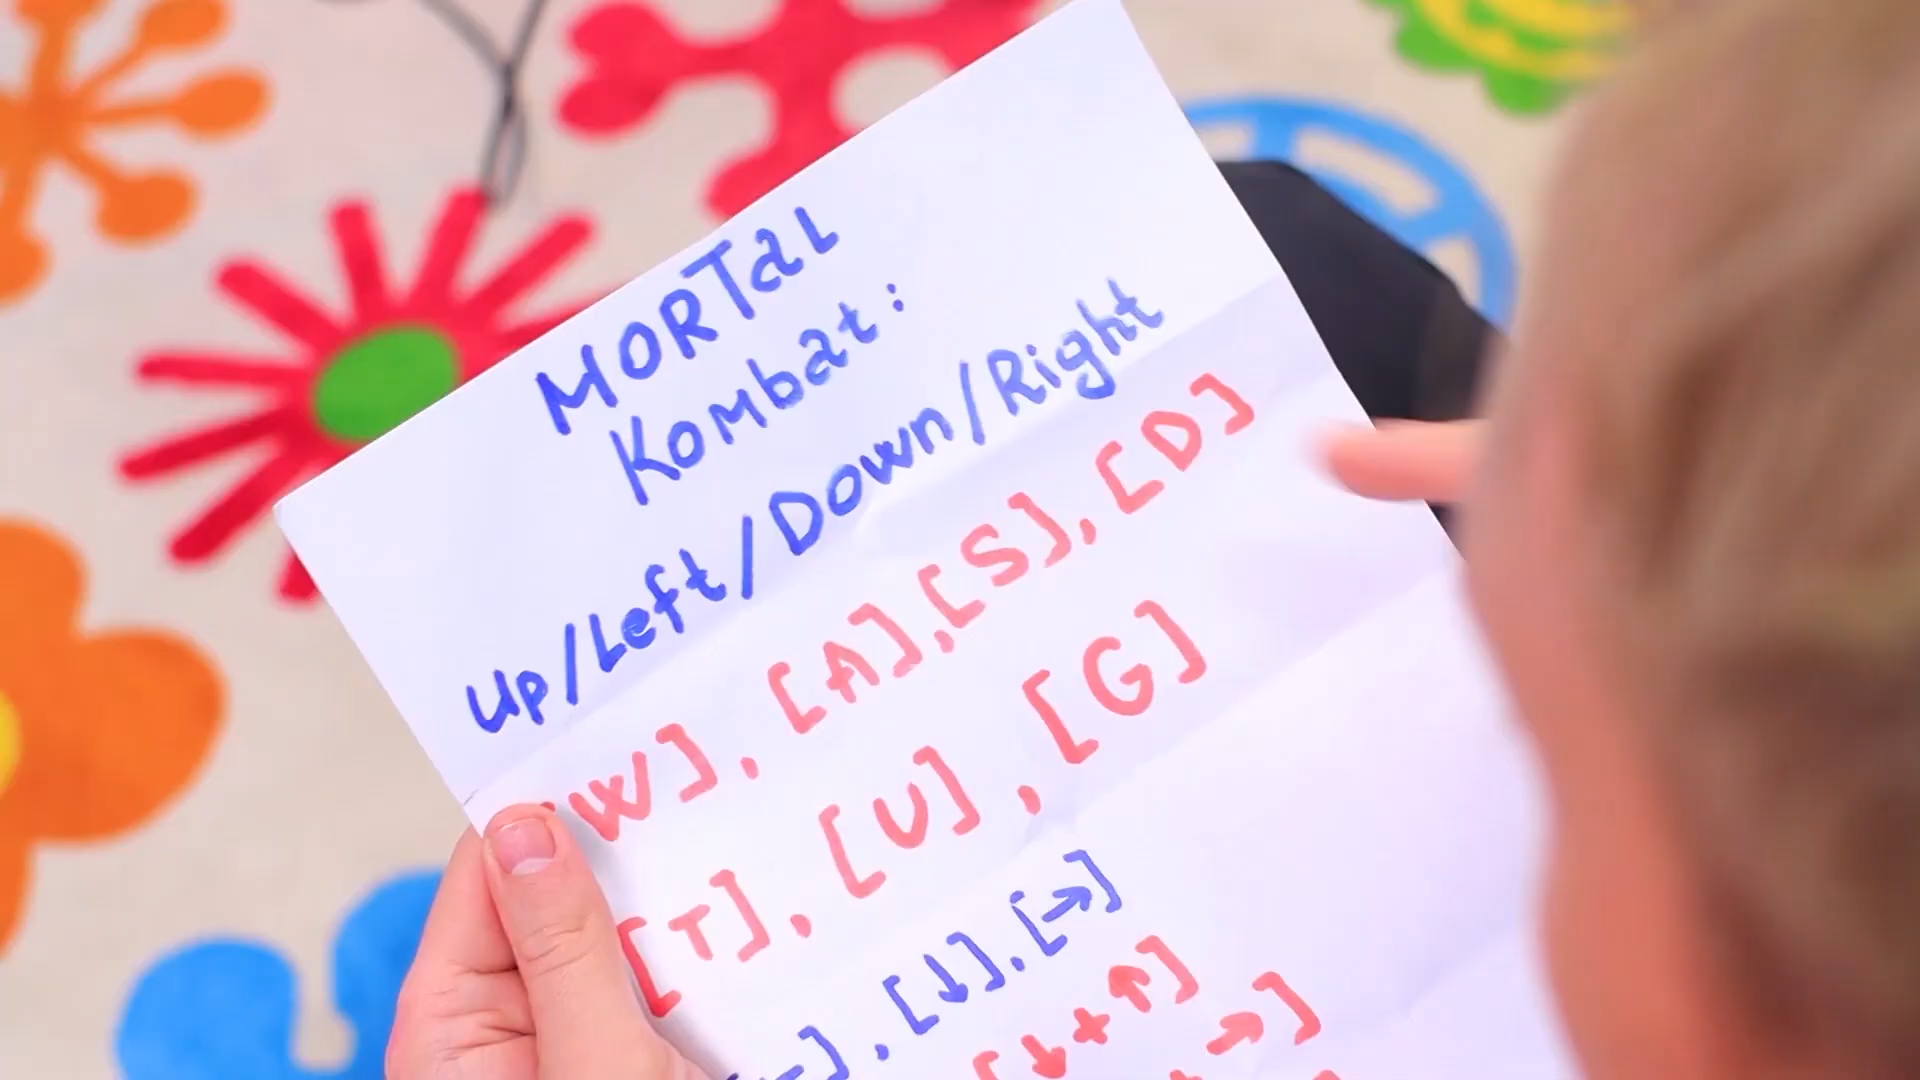 MORTaL
Kombat:
Up/Left/Down/Right
[W], [A], [S], [D]
[T], [U], [G]
[↓], [→]
[↓+↑]
→]